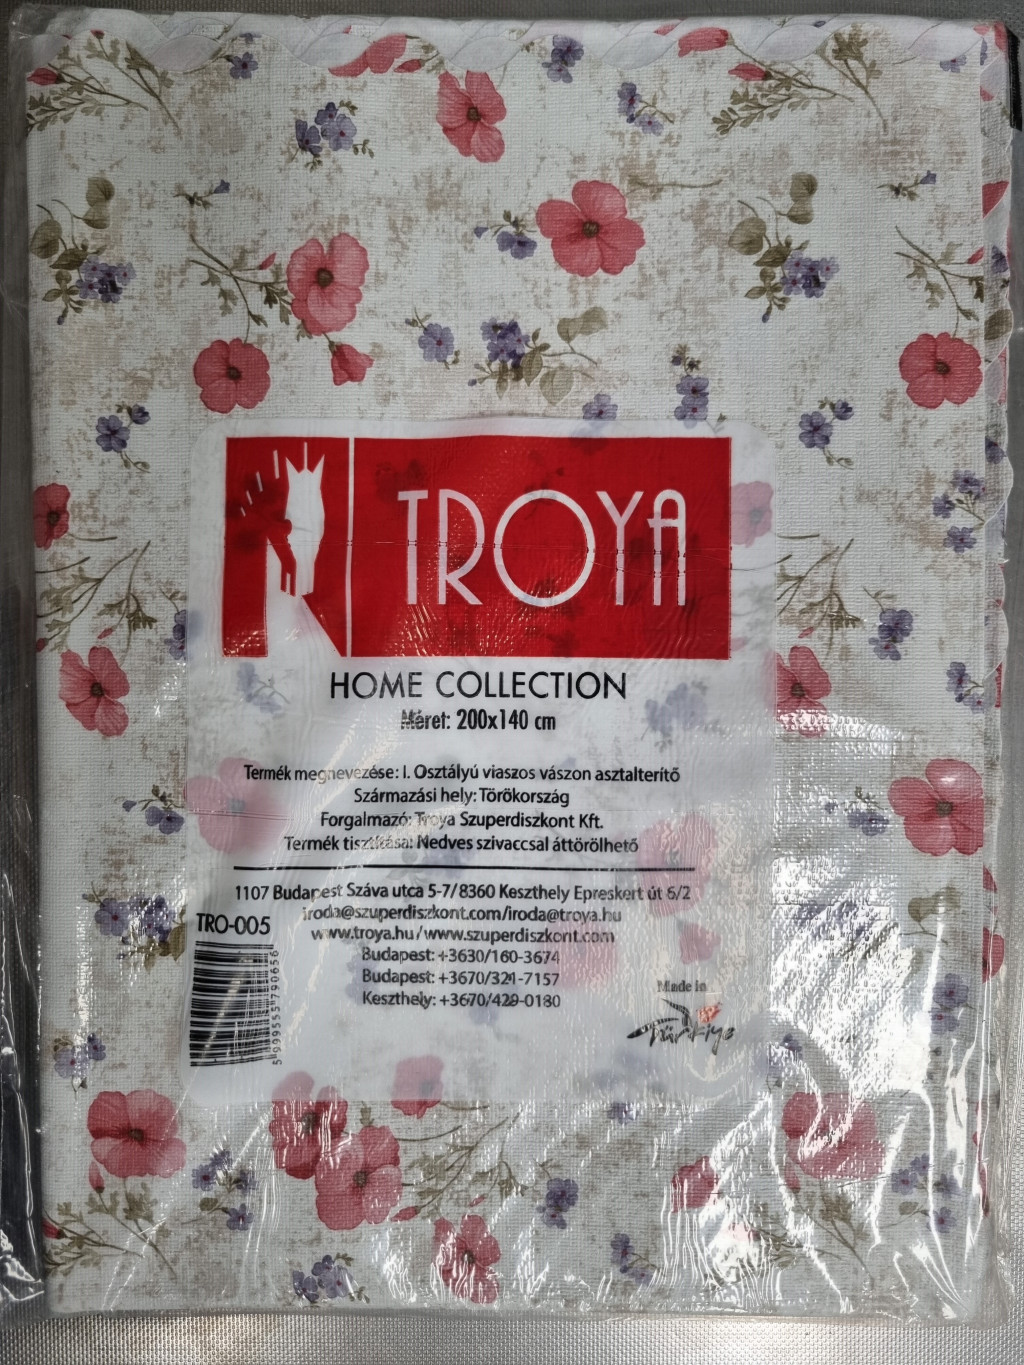 TROYA
HOME COLLECTION
Méret: 200x140 cm
Termék megnevezése: I. Osztályú viaszos vászon asztalterítő
Származási hely: Törökország
Forgalmazó: Troya Szuperdiszkont Kft.
Termék tisztítása: Nedves szivaccsal áttörölhető
1107 Budapest Száva utca 5-7/8360 Keszthely Epreskert út 6/2
iroda@szuperdiszkont.com/iroda@troya.hu
TRO-005
www.troya.hu/www.szuperdiszkont.com
Budapest: +3630/160-3674
Budapest: +3670/321-7157
Keszthely: +3670/429-0180
Made in
Türkiye
5999555790656